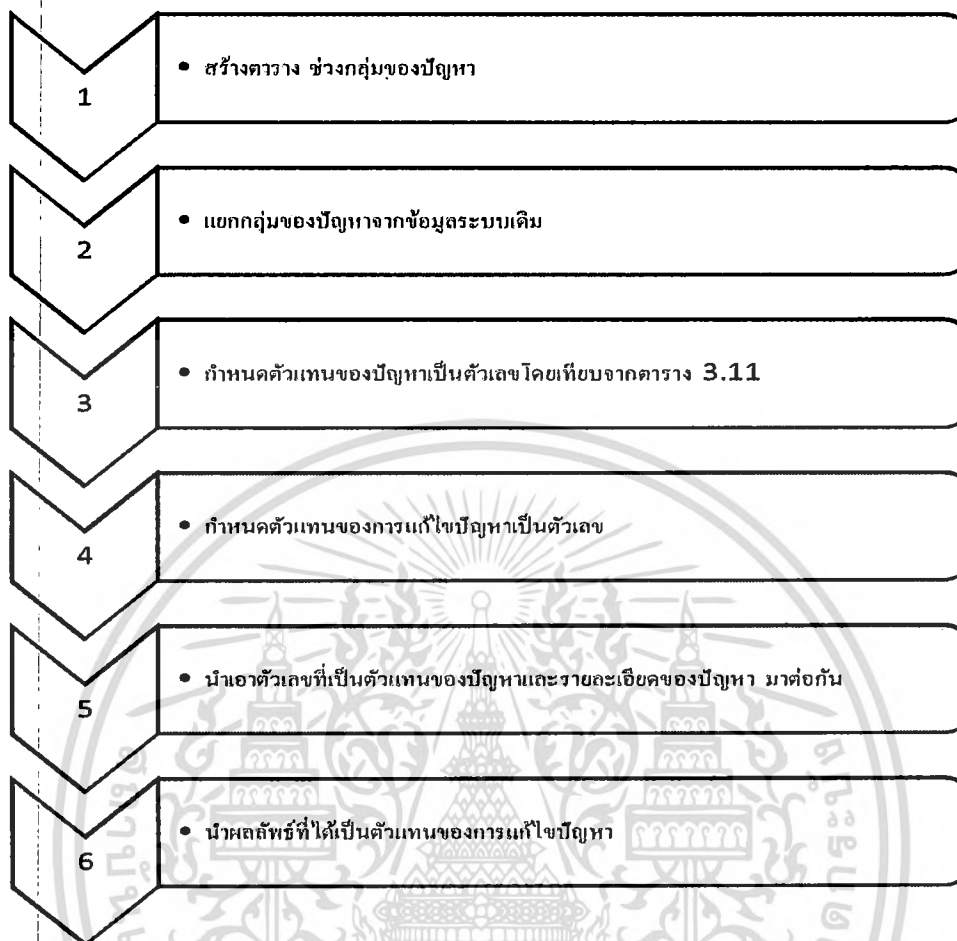 1
• สร้างตาราง ช่วงกลุ่มของปัญหา
2
• แยกกลุ่มของปัญหาจากข้อมูลระบบเดิม
3
• กำหนดตัวแทนของปัญหาเป็นตัวเลขโดยเทียบจากตาราง 3.11
4
• กำหนดตัวแทนของการแก้ไขปัญหาเป็นตัวเลข
5
• นำเอาตัวเลขที่เป็นตัวแทนของปัญหาและรายละเอียดของปัญหา มาต่อกัน
6
• นำผลลัพธ์ที่ได้เป็นตัวแทนของการแก้ไขปัญหา